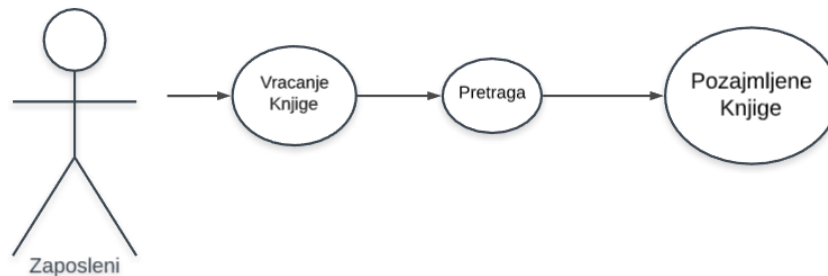 Vracanje
Knjige
Pretraga
Pozajmljene
Knjige
Zaposleni